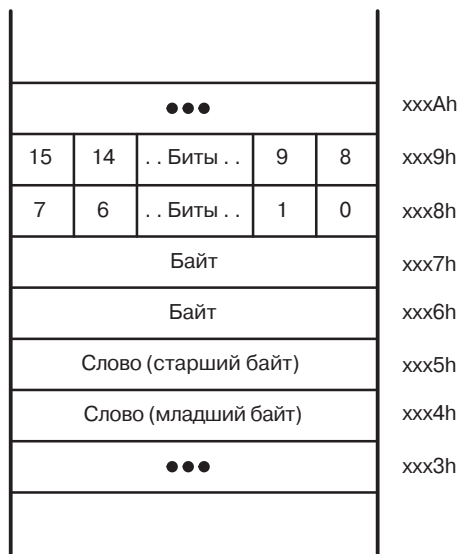 ●●● xxxAh
15 14 . . Биты . . 9 8 xxx9h
7 6 . . Биты . . 1 0 xxx8h
Байт xxx7h
Байт xxx6h
Слово (старший байт) xxx5h
Слово (младший байт) xxx4h
●●● xxx3h